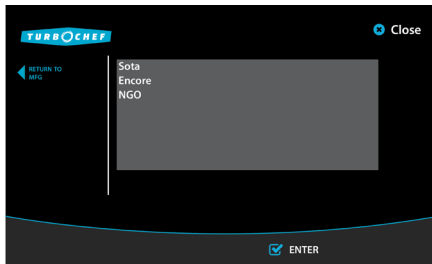 TURBOCHEF
Close
RETURN TO
MFG
Sota
Encore
NGO
ENTER